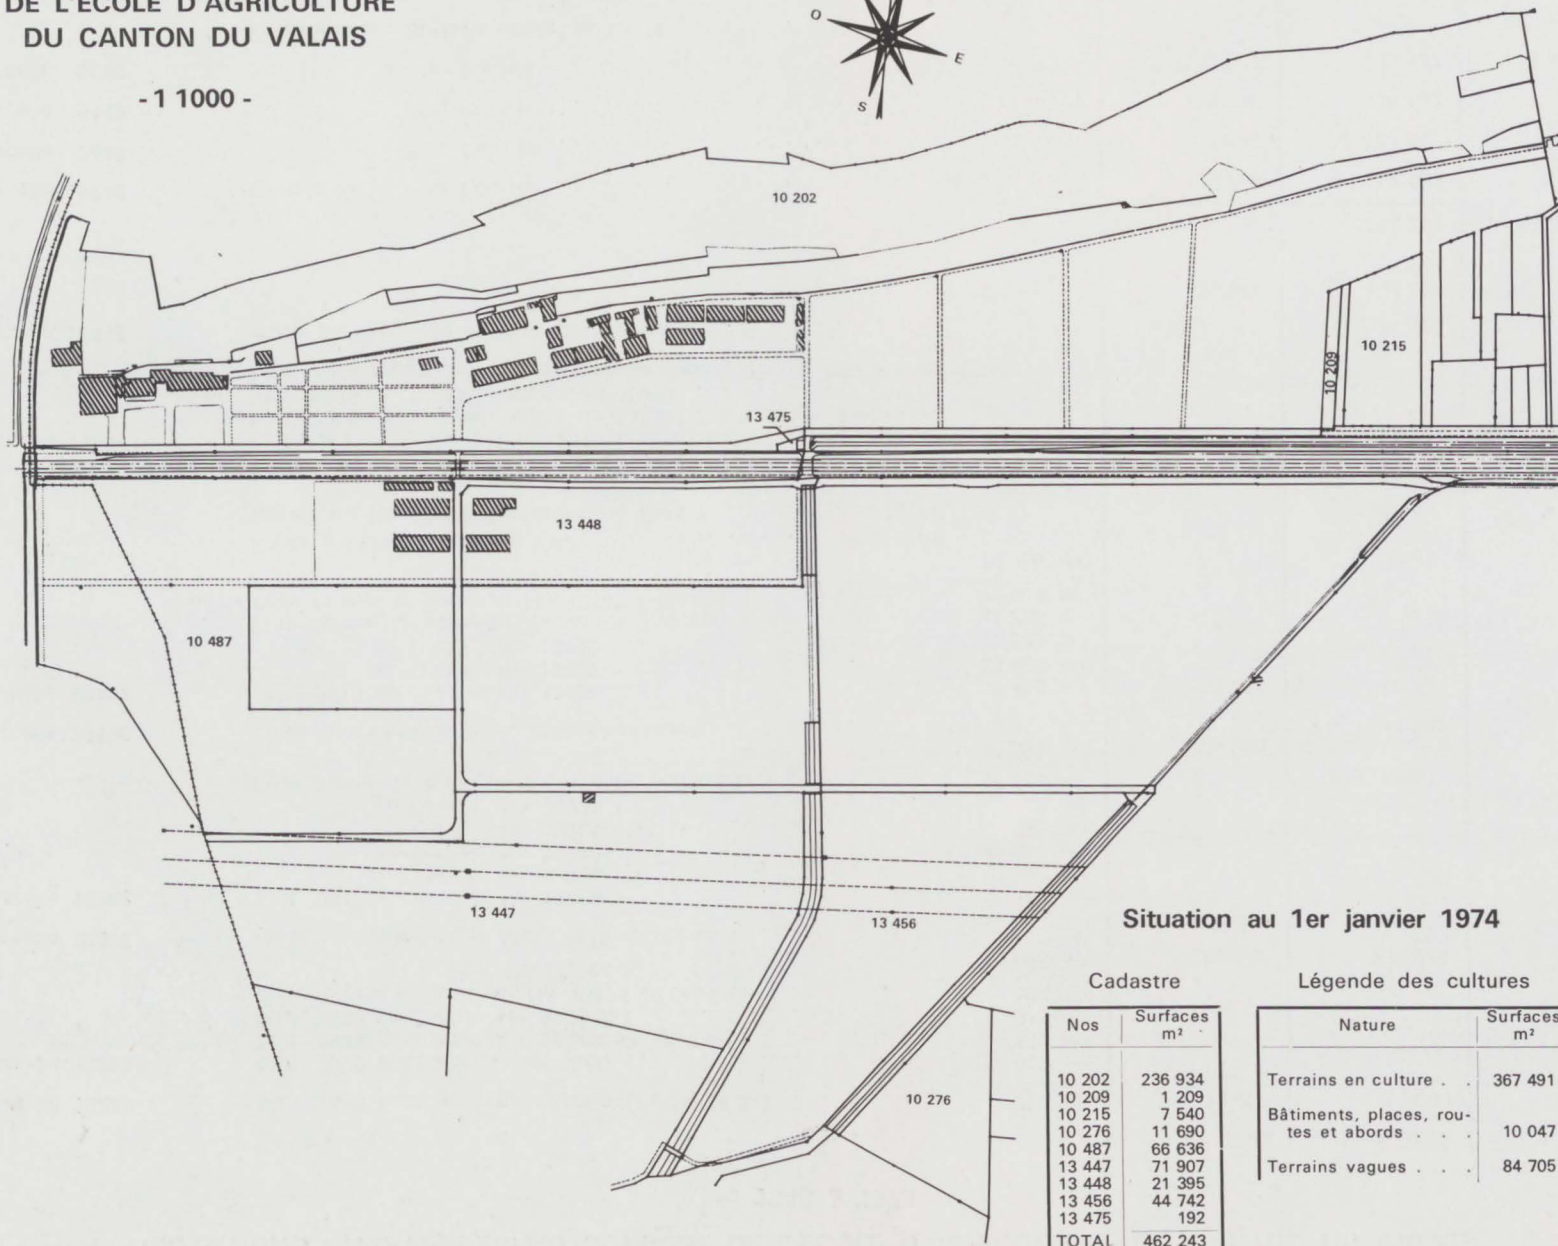 DE L'ÉCOLE D'AGRICULTURE
DU CANTON DU VALAIS
- 1 1000 -
O
E
S
10 202
10 215
10 209
13 475
13 448
10 487
13 447
13 456
10 276
Situation au 1er janvier 1974
Cadastre
Nos Surfaces m²
10 202 236 934
10 209 1 209
10 215 7 540
10 276 11 690
10 487 66 636
13 447 71 907
13 448 21 395
13 456 44 742
13 475 192
TOTAL 462 243
Légende des cultures
Nature Surfaces m²
Terrains en culture . . 367 491
Bâtiments, places, rou-
tes et abords . . . 10 047
Terrains vagues . . . 84 705